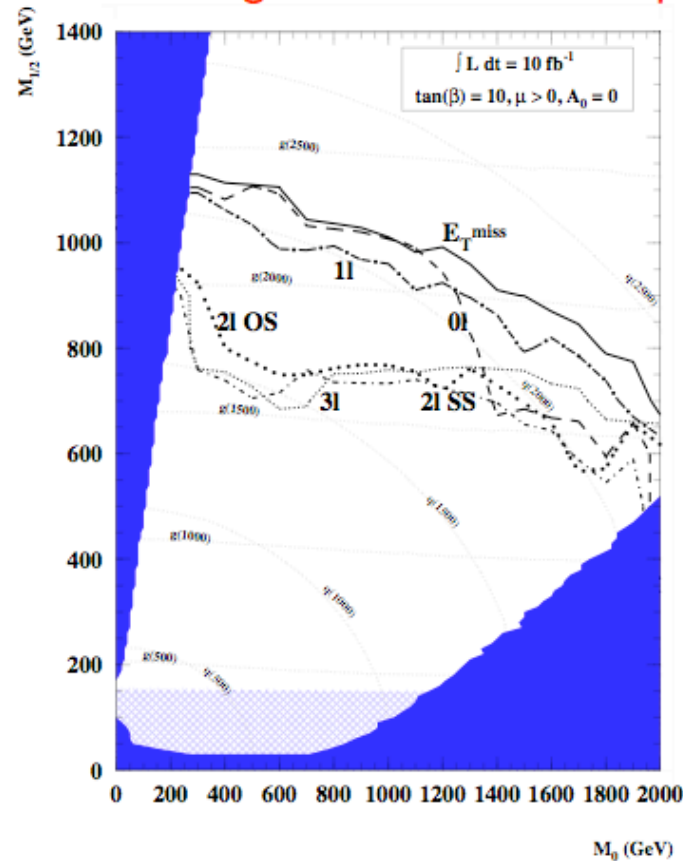 M₁/₂ (GeV)
1400
1200
1000
800
600
400
200
0
∫ L dt = 10 fb⁻¹
tan(β) = 10, μ > 0, A₀ = 0
g(2500)
E_T^miss
1l
g(2000)
q(2500)
2l OS
0l
3l
2l SS
q(2000)
g(1500)
q(1500)
g(1000)
q(1000)
g(500)
q(500)
0 200 400 600 800 1000 1200 1400 1600 1800 2000
M₀ (GeV)